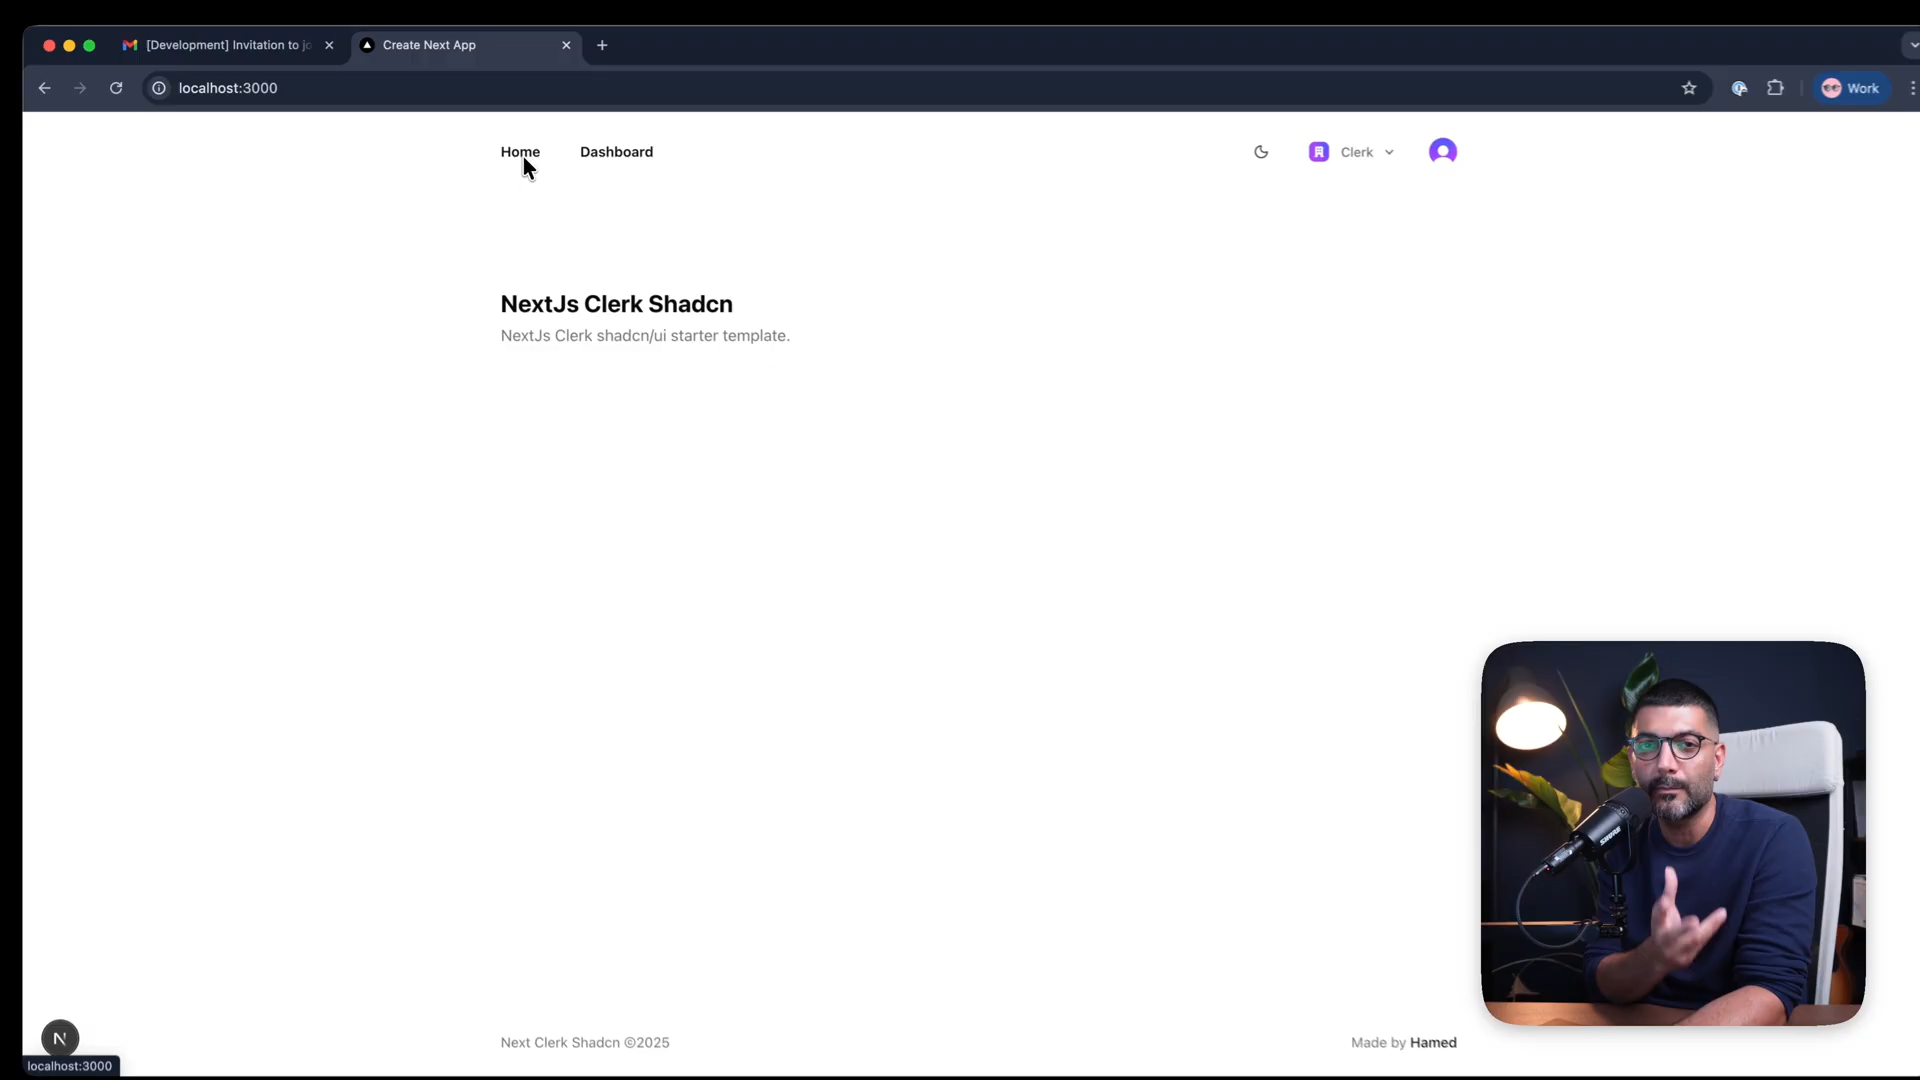 [Development] Invitation to jo
Create Next App
localhost:3000
Work
Home
Dashboard
Clerk
NextJs Clerk Shadcn
NextJs Clerk shadcn/ui starter template.
SHURE
N
Next Clerk Shadcn ©2025
Made by Hamed
localhost:3000